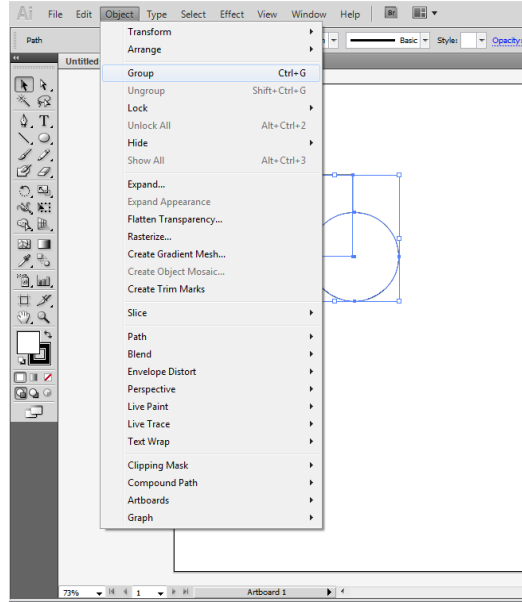 Ai File Edit Object Type Select Effect View Window Help Br
Path Basic Style: Opacity
Untitled
Transform
Arrange
Group Ctrl+G
Ungroup Shift+Ctrl+G
Lock
Unlock All Alt+Ctrl+2
Hide
Show All Alt+Ctrl+3
Expand...
Expand Appearance
Flatten Transparency...
Rasterize...
Create Gradient Mesh...
Create Object Mosaic...
Create Trim Marks
Slice
Path
Blend
Envelope Distort
Perspective
Live Paint
Live Trace
Text Wrap
Clipping Mask
Compound Path
Artboards
Graph
73% 1 Artboard 1